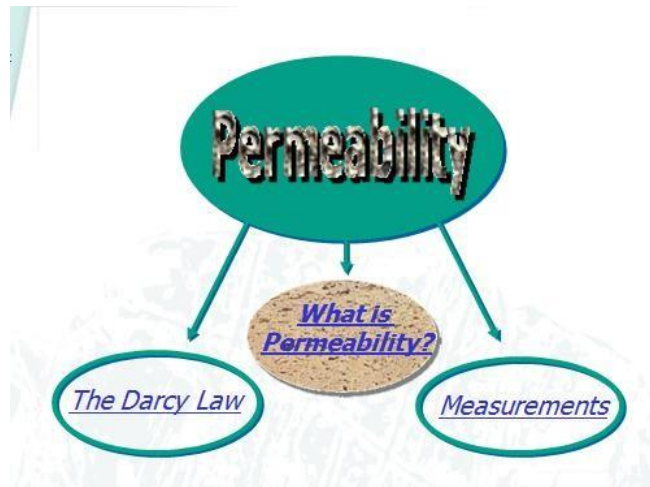 Permeability
What is
Permeability?
The Darcy Law
Measurements